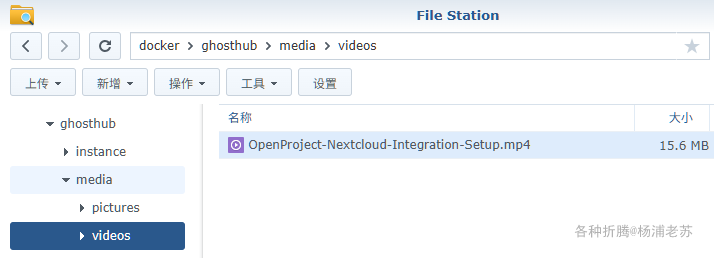 File Station
docker > ghosthub > media > videos
上传 新增 操作 工具 设置
ghosthub
instance
media
pictures
videos
名称 大小
OpenProject-Nextcloud-Integration-Setup.mp4 15.6 MB
各种折腾@杨浦老苏